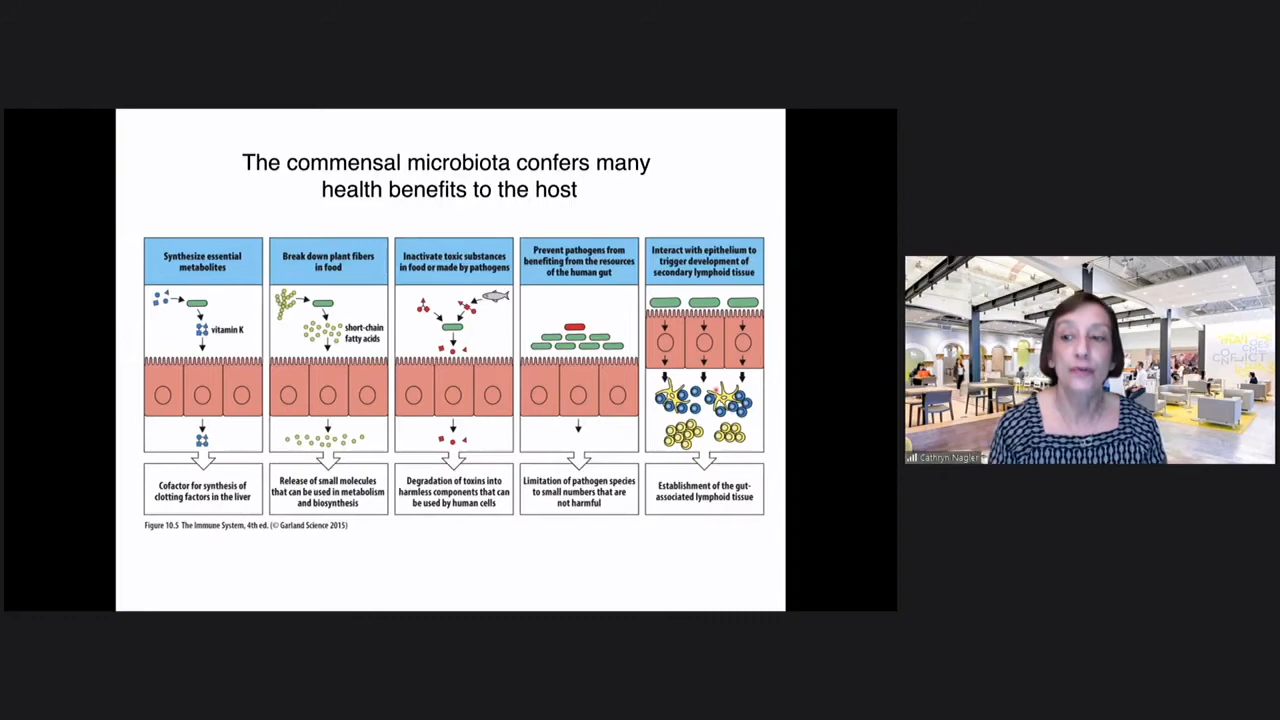 The commensal microbiota confers many
health benefits to the host
Synthesize essential
metabolites
Break down plant fibers
in food
Inactivate toxic substances
in food or made by pathogens
Prevent pathogens from
benefiting from the resources
of the human gut
Interact with epithelium to
trigger development of
secondary lymphoid tissue
vitamin K
short-chain
fatty acids
Cofactor for synthesis of
clotting factors in the liver
Release of small molecules
that can be used in metabolism
and biosynthesis
Degradation of toxins into
harmless components that can
be used by human cells
Limitation of pathogen species
to small numbers that are
not harmful
Establishment of the gut-
associated lymphoid tissue
Figure 10.5 The Immune System, 4th ed. (© Garland Science 2015)
CONFLICT
Cathryn Nagler